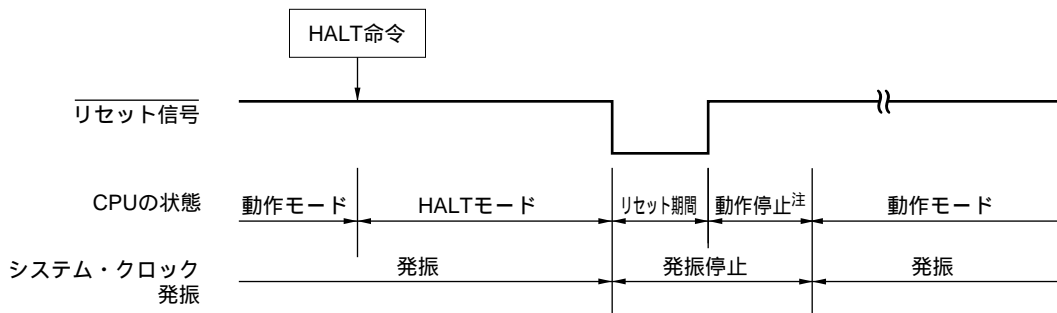 HALT命令
リセット信号
CPUの状態
動作モード
HALTモード
リセット期間
動作停止注
動作モード
システム・クロック
発振
発振
発振停止
発振